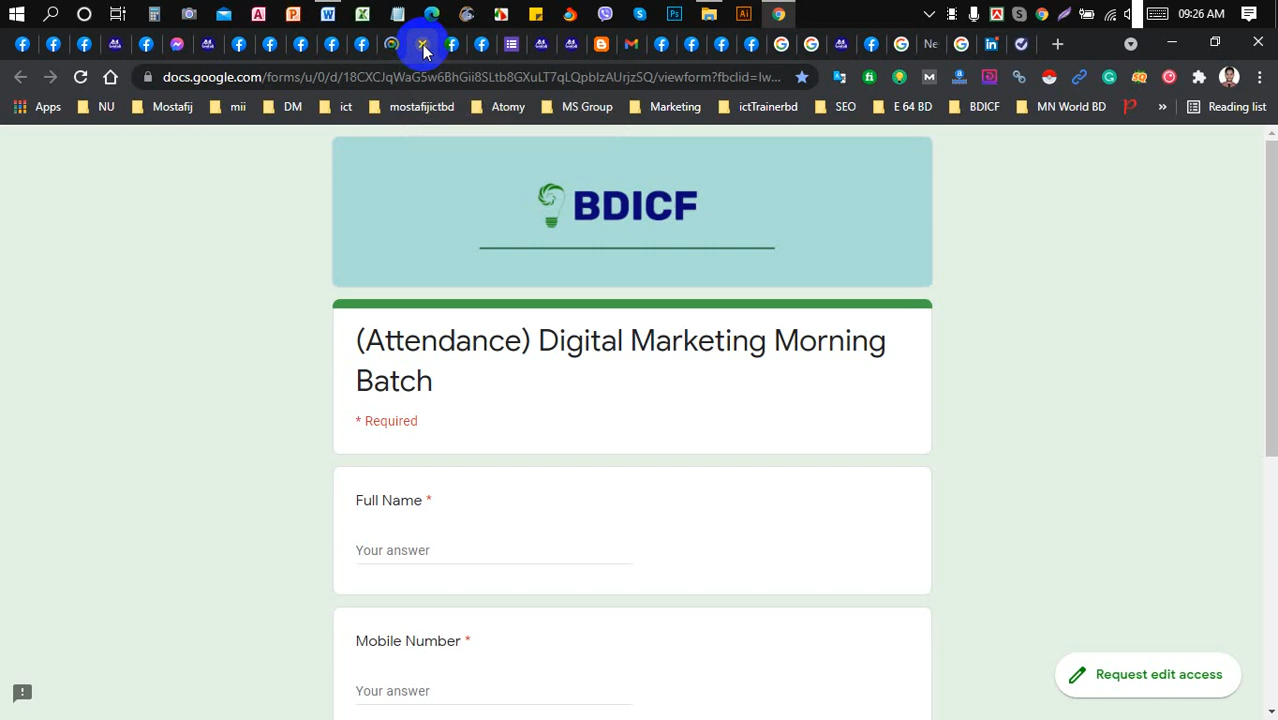 09:26 AM
Ne
docs.google.com/forms/u/0/d/18CXCJqWaG5w6BhGii8SLtb8GXuLT7qLQpbIzAUrjzSQ/viewform?fbclid=Iw...
Apps NU Mostafij mii DM ict mostafijictbd Atomy MS Group Marketing ictTrainerbd SEO E 64 BD BDICF MN World BD » Reading list
BDICF
(Attendance) Digital Marketing Morning
Batch
* Required
Full Name *
Your answer
Mobile Number *
Your answer
Request edit access